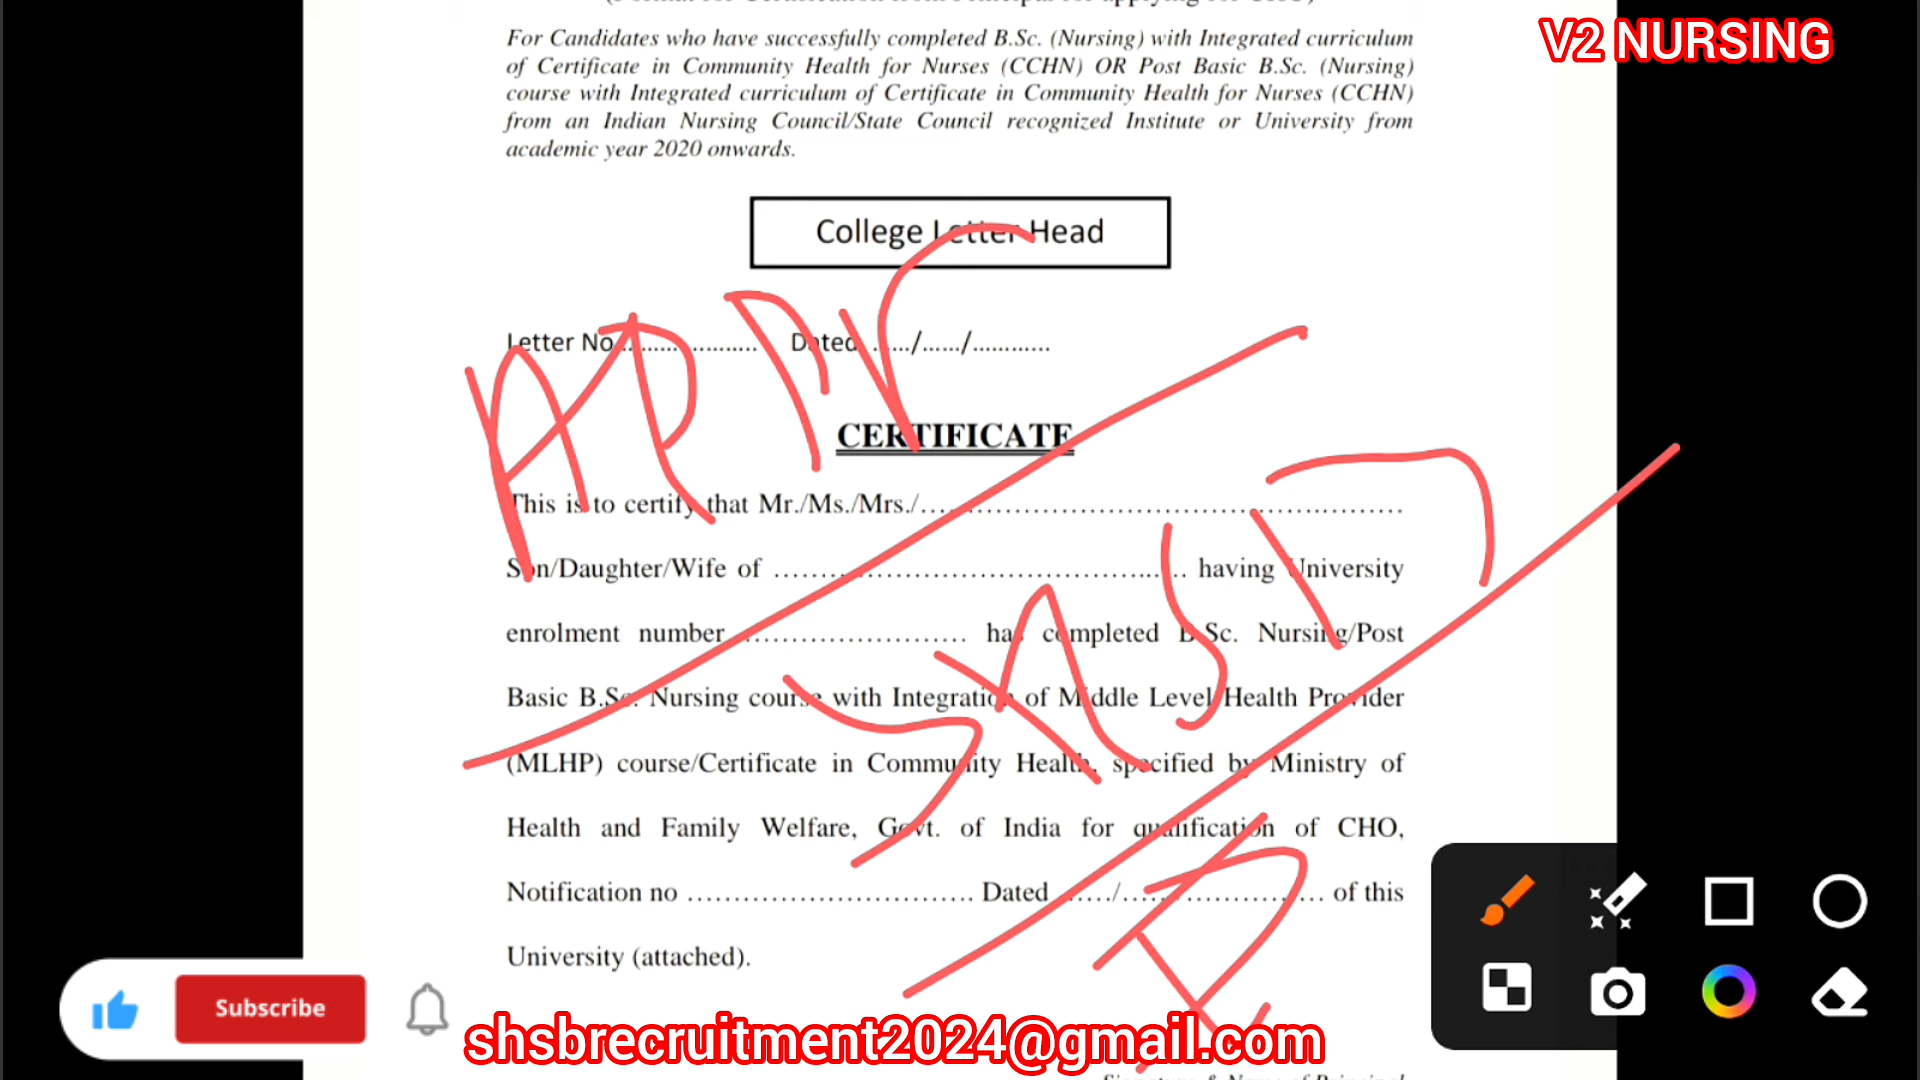 V2 NURSING
For Candidates who have successfully completed B.Sc. (Nursing) with Integrated curriculum
of Certificate in Community Health for Nurses (CCHN) OR Post Basic B.Sc. (Nursing)
course with Integrated curriculum of Certificate in Community Health for Nurses (CCHN)
from an Indian Nursing Council/State Council recognized Institute or University from
academic year 2020 onwards.
College Letter Head
Letter No..................... Dated ....../....../............
CERTIFICATE
This is to certify that Mr./Ms./Mrs./..............................................................
Son/Daughter/Wife of ..................................................... having University
enrolment number............................. has completed B.Sc. Nursing/Post
Basic B.Sc. Nursing course with Integration of Middle Level Health Provider
(MLHP) course/Certificate in Community Health, specified by Ministry of
Health and Family Welfare, Govt. of India for qualification of CHO,
Notification no ..................................... Dated ....../............................ of this
University (attached).
Subscribe
shsbrecruitment2024@gmail.com